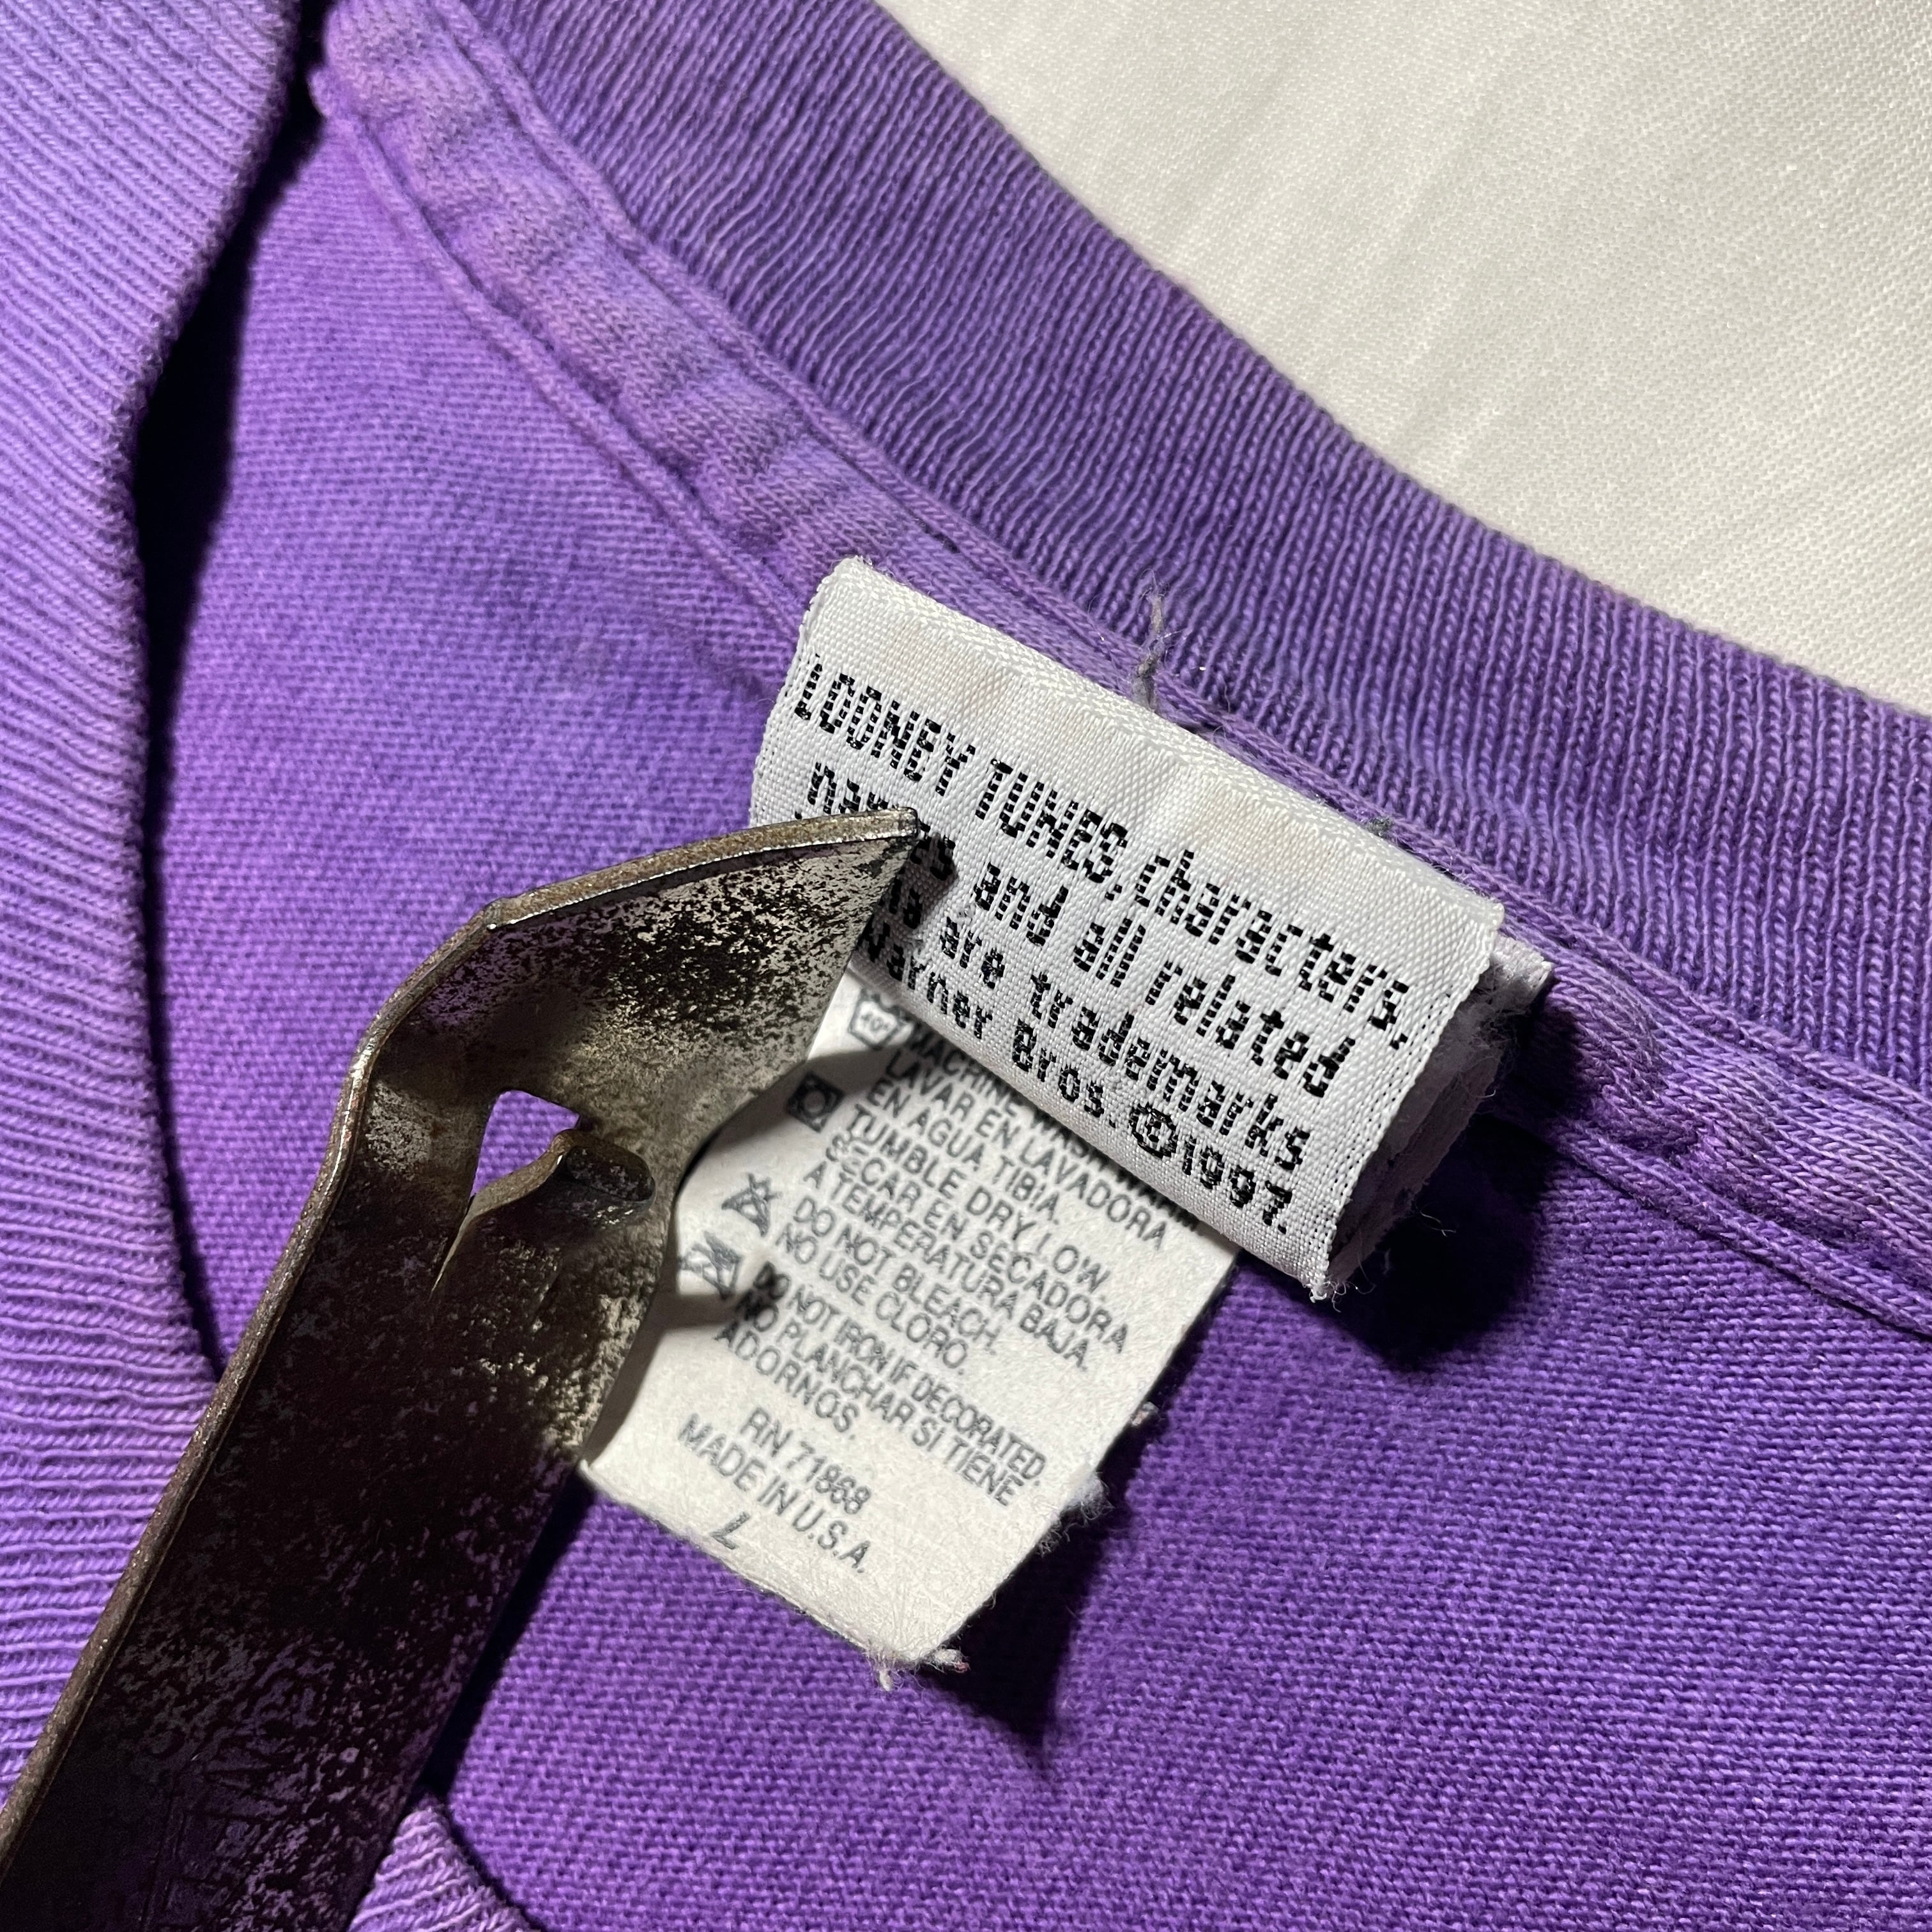 LOONEY TUNES, characters,
and all related
are trademarks
Warner Bros. ©1997.
MACHINE
LAVAR EN LAVADORA
EN AGUA TIBIA.
TUMBLE DRY, LOW
SECAR EN SECADORA
A TEMPERATURA BAJA.
DO NOT BLEACH.
NO USE CLORO.
DO NOT IRON IF DECORATED.
NO PLANCHAR SI TIENE
ADORNOS.
RN 71868
MADE IN U.S.A.
L